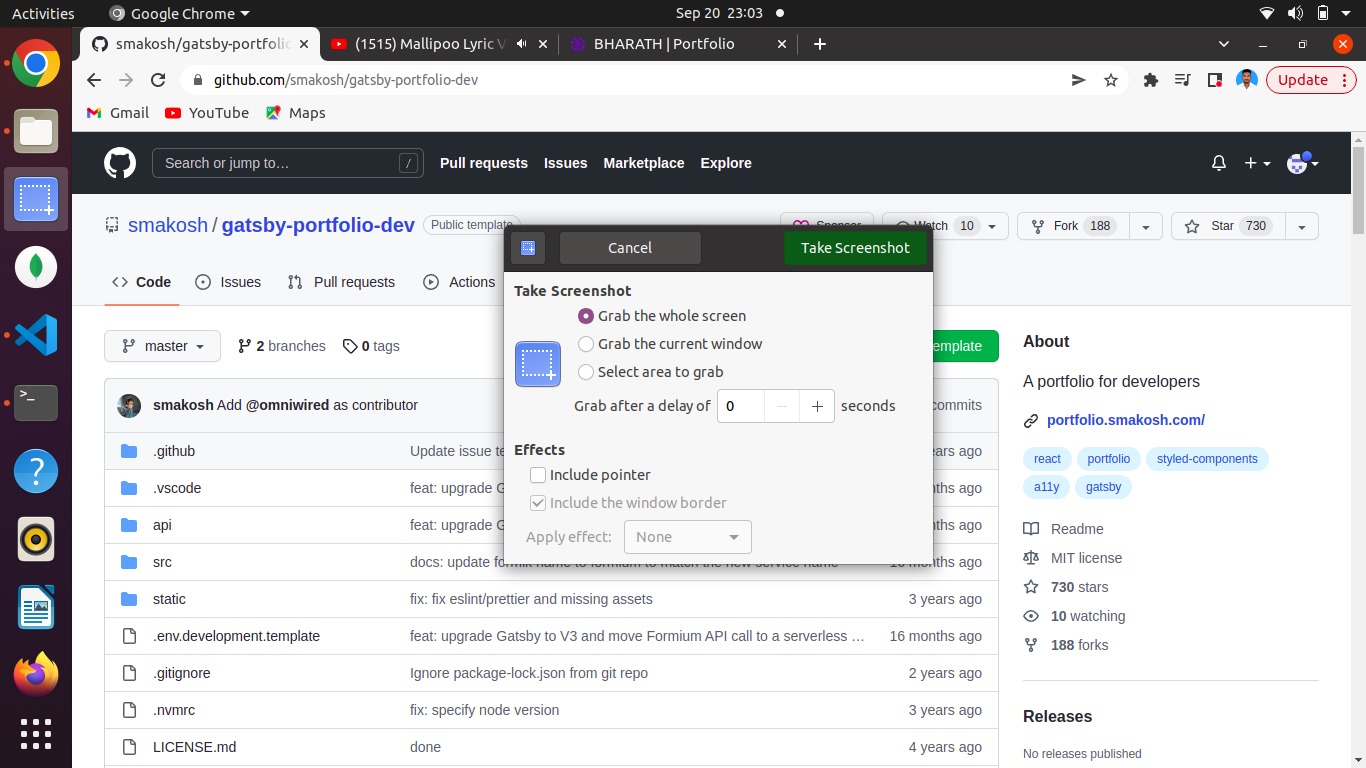 Activities
Google Chrome
Sep 20 23:03
smakosh/gatsby-portfolio
(1515) Mallipoo Lyric V
BHARATH | Portfolio
github.com/smakosh/gatsby-portfolio-dev
Update
Gmail
YouTube
Maps
Search or jump to…
/
Pull requests
Issues
Marketplace
Explore
smakosh / gatsby-portfolio-dev
Public template
Sponsor
Watch 10
Fork 188
Star 730
Code
Issues
Pull requests
Actions
Cancel
Take Screenshot
Take Screenshot
Grab the whole screen
Grab the current window
Select area to grab
Grab after a delay of 0 seconds
Effects
Include pointer
Include the window border
Apply effect: None
master
2 branches
0 tags
emplate
smakosh Add @omniwired as contributor
commits
.github
Update issue te
ears ago
.vscode
feat: upgrade G
nths ago
api
feat: upgrade G
nths ago
src
docs: update formik name to formium to match the new service name
16 months ago
static
fix: fix eslint/prettier and missing assets
3 years ago
.env.development.template
feat: upgrade Gatsby to V3 and move Formium API call to a serverless …
16 months ago
.gitignore
Ignore package-lock.json from git repo
2 years ago
.nvmrc
fix: specify node version
3 years ago
LICENSE.md
done
4 years ago
About
A portfolio for developers
portfolio.smakosh.com/
react
portfolio
styled-components
a11y
gatsby
Readme
MIT license
730 stars
10 watching
188 forks
Releases
No releases published